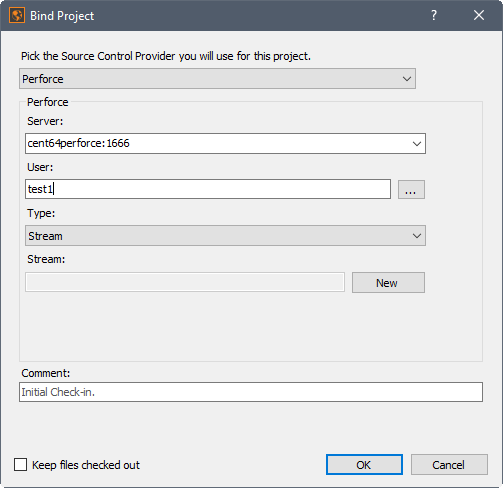 Bind Project
Pick the Source Control Provider you will use for this project.
Perforce
Perforce
Server:
cent64perforce:1666
User:
test1
...
Type:
Stream
Stream:
New
Comment:
Initial Check-in.
Keep files checked out
OK
Cancel